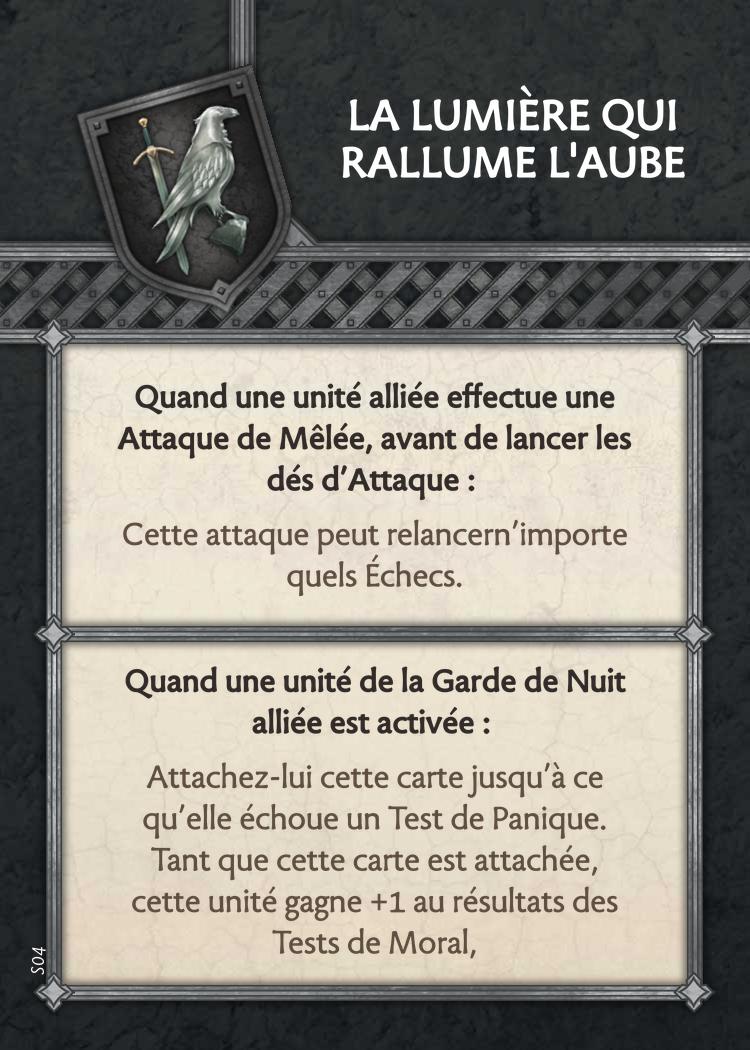 LA LUMIÈRE QUI
RALLUME L'AUBE
Quand une unité alliée effectue une
Attaque de Mêlée, avant de lancer les
dés d’Attaque :
Cette attaque peut relancern’importe
quels Échecs.
Quand une unité de la Garde de Nuit
alliée est activée :
Attachez-lui cette carte jusqu’à ce
qu’elle échoue un Test de Panique.
Tant que cette carte est attachée,
cette unité gagne +1 au résultats des
Tests de Moral,
S04